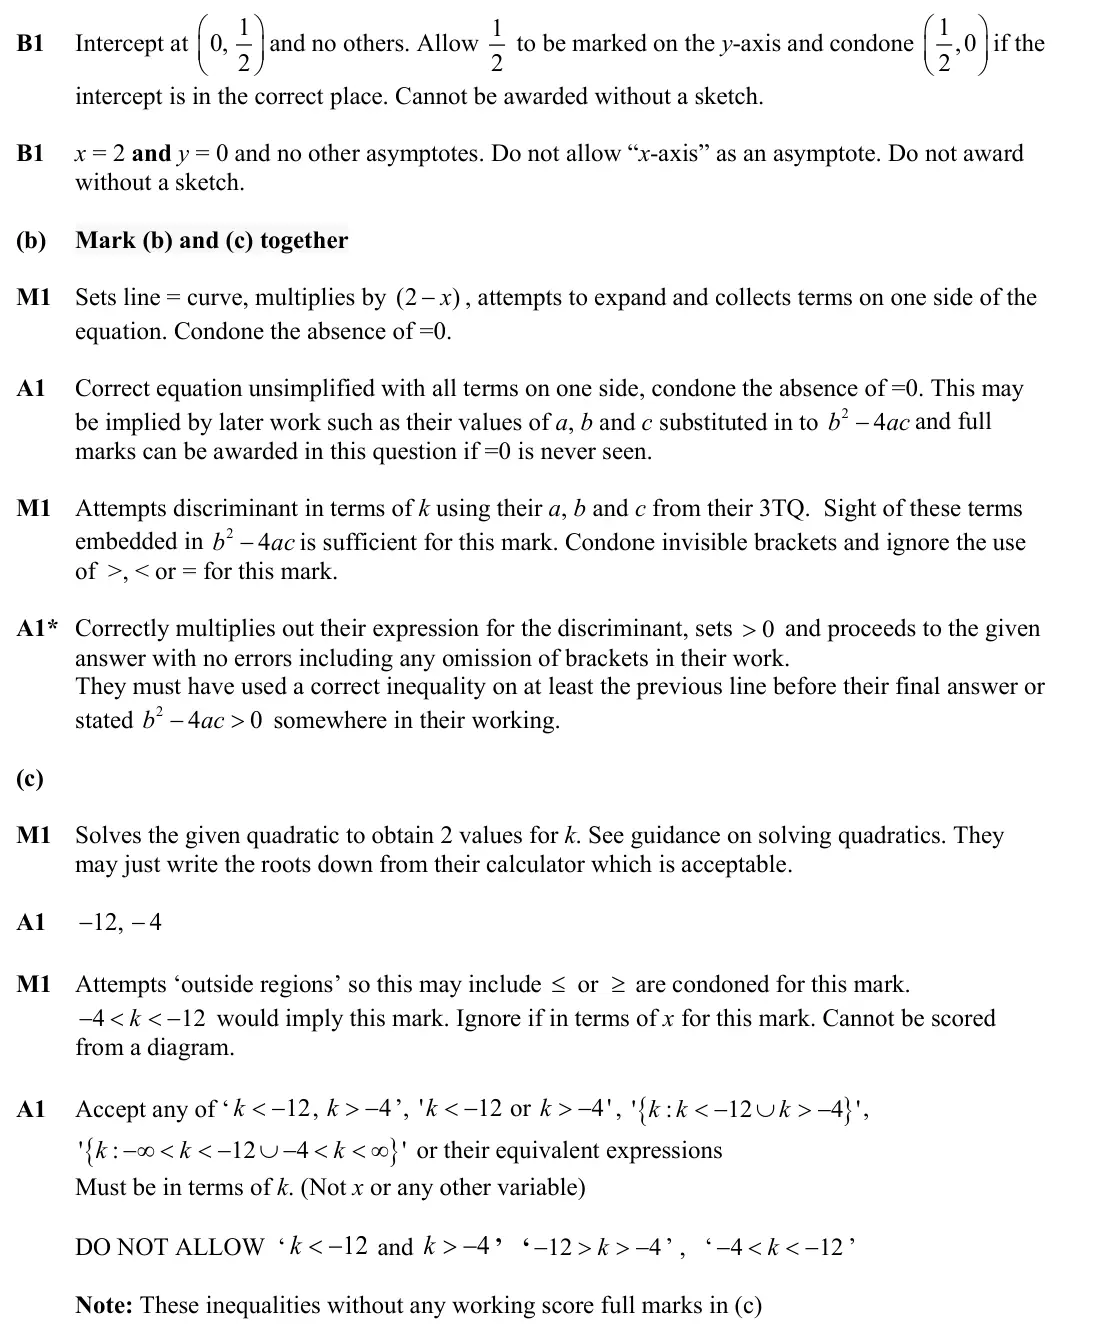 B1 Intercept at (0, 1/2) and no others. Allow 1/2 to be marked on the y-axis and condone (1/2, 0) if the
intercept is in the correct place. Cannot be awarded without a sketch.
B1 x = 2 and y = 0 and no other asymptotes. Do not allow “x-axis” as an asymptote. Do not award
without a sketch.
(b) Mark (b) and (c) together
M1 Sets line = curve, multiplies by (2 − x), attempts to expand and collects terms on one side of the
equation. Condone the absence of =0.
A1 Correct equation unsimplified with all terms on one side, condone the absence of =0. This may
be implied by later work such as their values of a, b and c substituted in to b² − 4ac and full
marks can be awarded in this question if =0 is never seen.
M1 Attempts discriminant in terms of k using their a, b and c from their 3TQ. Sight of these terms
embedded in b² − 4ac is sufficient for this mark. Condone invisible brackets and ignore the use
of >, < or = for this mark.
A1* Correctly multiplies out their expression for the discriminant, sets > 0 and proceeds to the given
answer with no errors including any omission of brackets in their work.
They must have used a correct inequality on at least the previous line before their final answer or
stated b² − 4ac > 0 somewhere in their working.
(c)
M1 Solves the given quadratic to obtain 2 values for k. See guidance on solving quadratics. They
may just write the roots down from their calculator which is acceptable.
A1 −12, −4
M1 Attempts ‘outside regions’ so this may include ≤ or ≥ are condoned for this mark.
−4 < k < −12 would imply this mark. Ignore if in terms of x for this mark. Cannot be scored
from a diagram.
A1 Accept any of ‘k < −12, k > −4’, 'k < −12 or k > −4', '{k : k < −12 ∪ k > −4}',
'{k : −∞ < k < −12 ∪ −4 < k < ∞}' or their equivalent expressions
Must be in terms of k. (Not x or any other variable)
DO NOT ALLOW ‘k < −12 and k > −4’ ‘−12 > k > −4’, ‘−4 < k < −12’
Note: These inequalities without any working score full marks in (c)